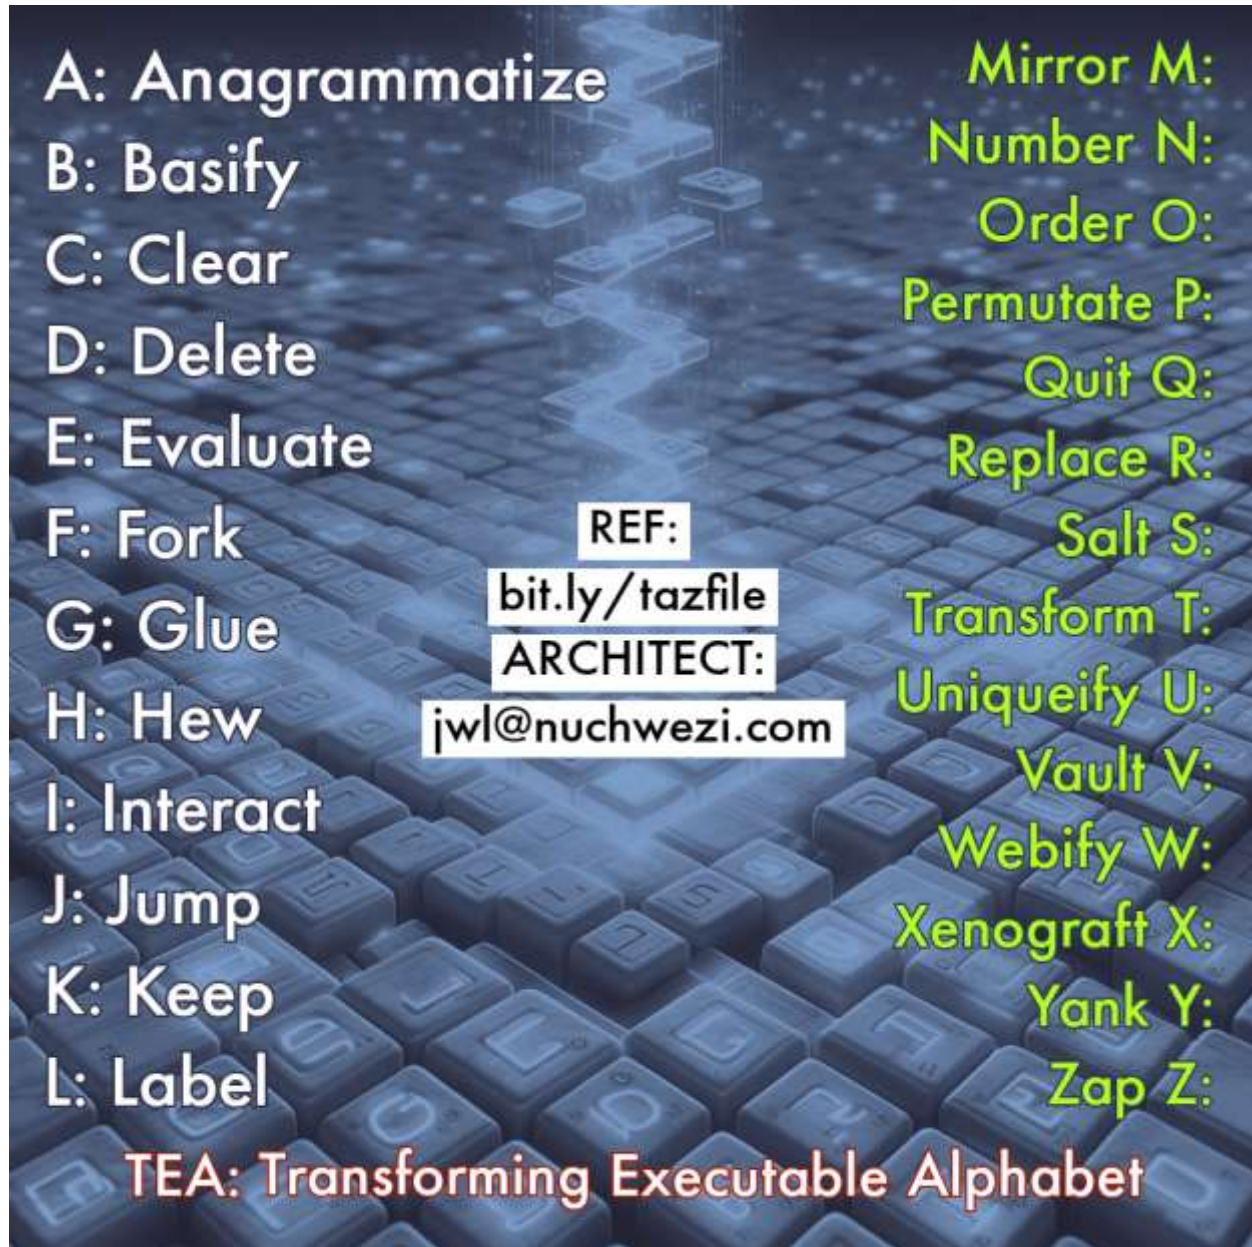 A: Anagrammatize
B: Basify
C: Clear
D: Delete
E: Evaluate
F: Fork
G: Glue
H: Hew
I: Interact
J: Jump
K: Keep
L: Label
Mirror M:
Number N:
Order O:
Permutate P:
Quit Q:
Replace R:
Salt S:
Transform T:
Uniqueify U:
Vault V:
Webify W:
Xenograft X:
Yank Y:
Zap Z:
REF:
bit.ly/tazfile
ARCHITECT:
jwl@nuchwezi.com
TEA: Transforming Executable Alphabet